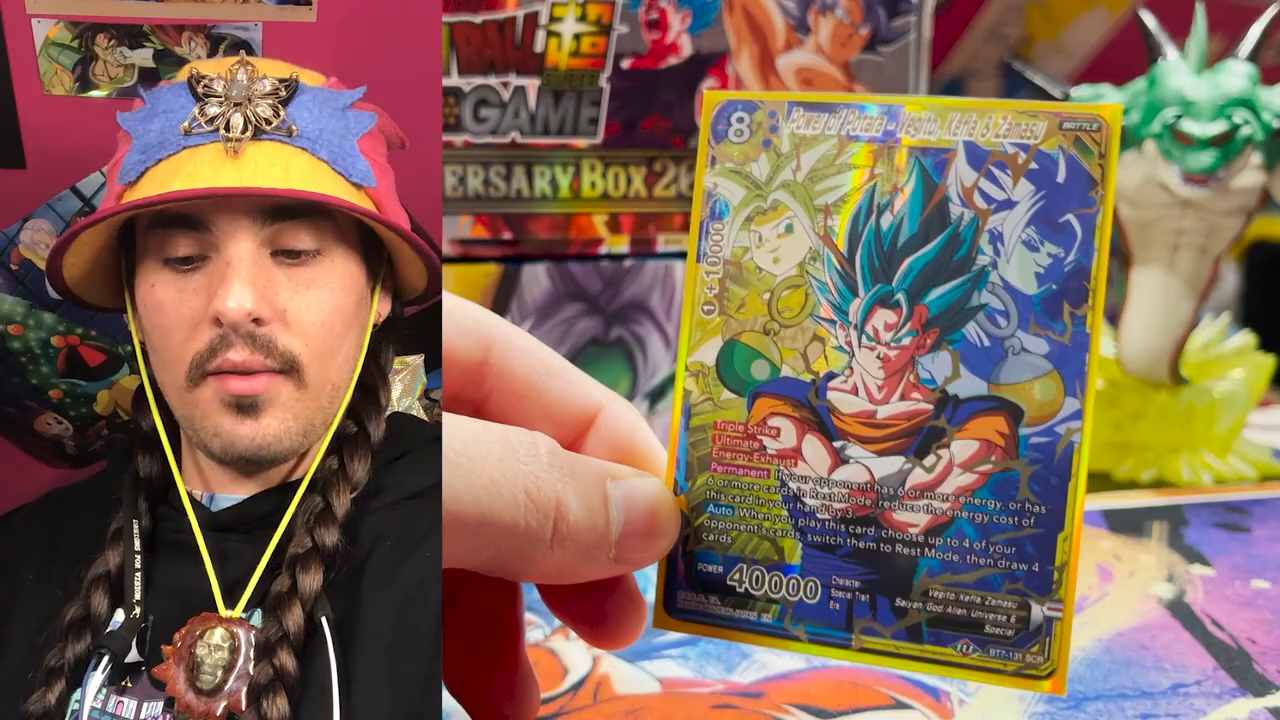 BALL
SUPER
GAME
ERSARY BOX 20
8
Power of Potara - Vegito, Kefla & Zamasu
BATTLE
1 +10000
Triple Strike
Ultimate
Energy-Exhaust
Permanent If your opponent has 6 or more energy, or has
6 or more cards in Rest Mode, reduce the energy cost of
this card in your hand by 3.
Auto When you play this card, choose up to 4 of your
opponent's cards, switch them to Rest Mode, then draw 4
cards.
POWER
40000
Character
Special Trait
Era
Vegito, Kefla, Zamasu
Saiyan, God, Alien, Universe 6
Special
BT7-131 SCR